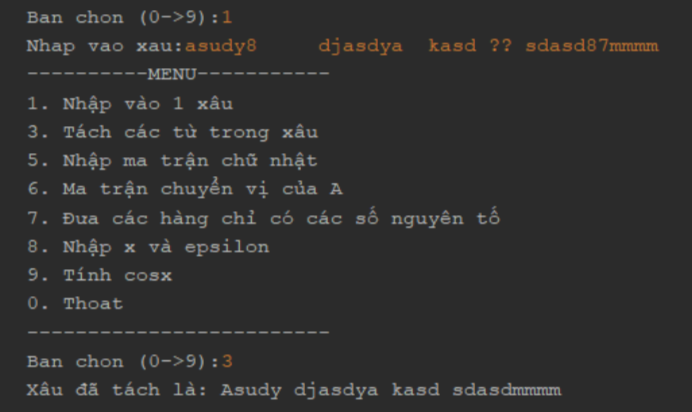 Ban chon (0->9):1
Nhap vao xau:asudy8     djasdya  kasd ?? sdasd87mmmm
----------MENU-----------
1. Nhập vào 1 xâu
3. Tách các từ trong xâu
5. Nhập ma trận chữ nhật
6. Ma trận chuyển vị của A
7. Đưa các hàng chỉ có các số nguyên tố
8. Nhập x và epsilon
9. Tính cosx
0. Thoat
-------------------------
Ban chon (0->9):3
Xâu đã tách là: Asudy djasdya kasd sdasdmmmm